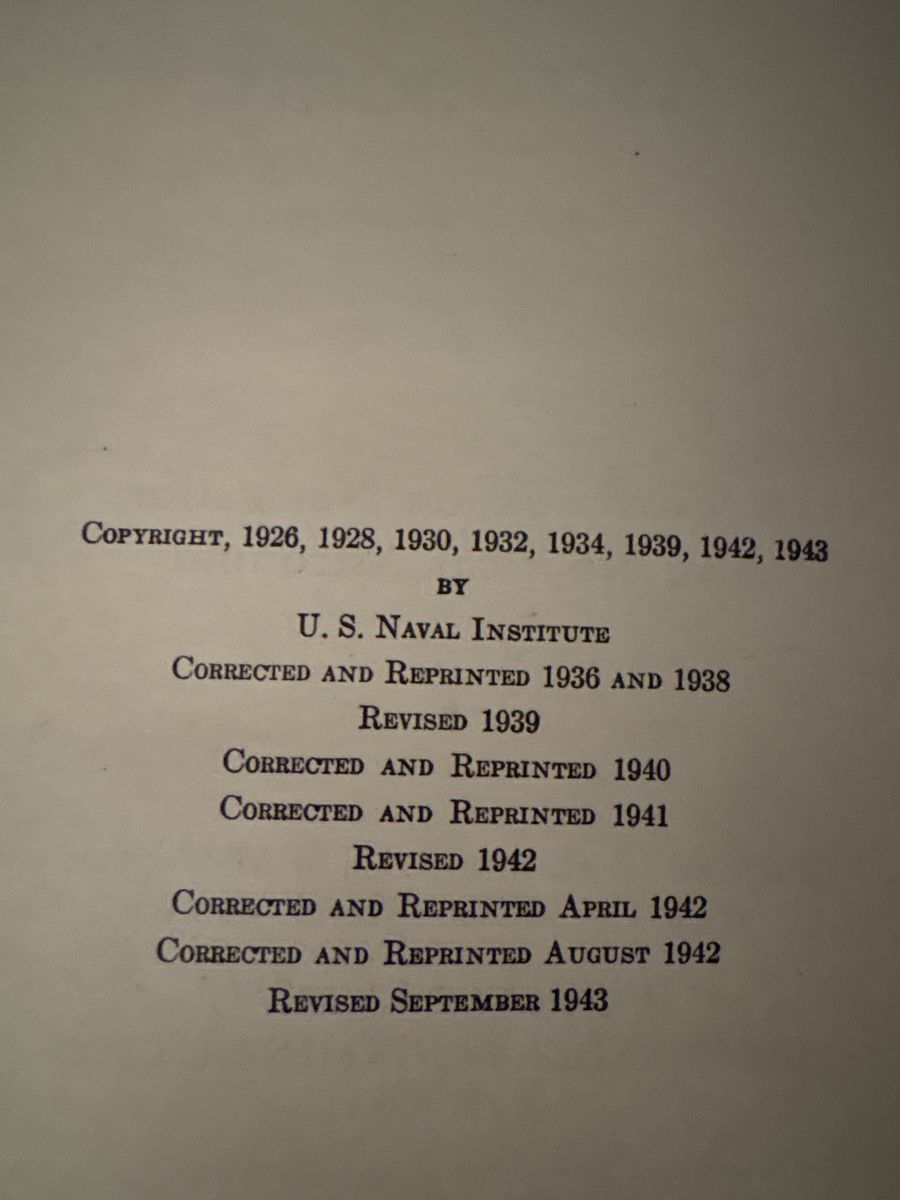 Copyright, 1926, 1928, 1930, 1932, 1934, 1939, 1942, 1943
by
U. S. Naval Institute
Corrected and Reprinted 1936 and 1938
Revised 1939
Corrected and Reprinted 1940
Corrected and Reprinted 1941
Revised 1942
Corrected and Reprinted April 1942
Corrected and Reprinted August 1942
Revised September 1943